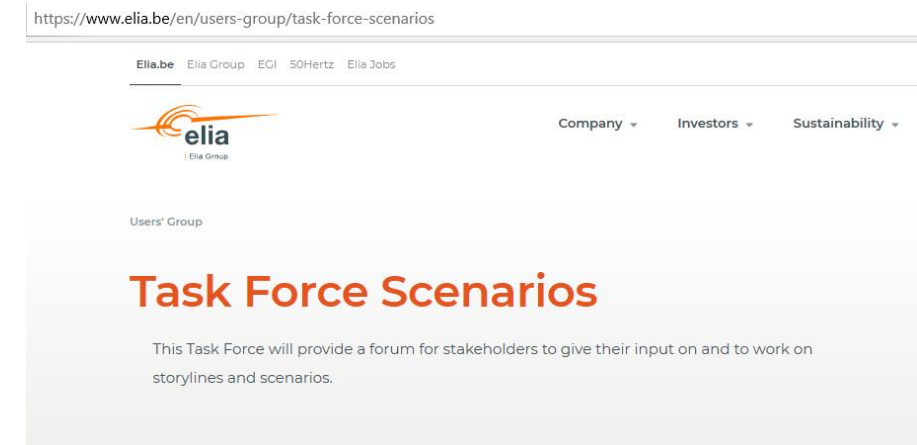 https://www.elia.be/en/users-group/task-force-scenarios
Elia.be Elia Group EGI 50Hertz Elia Jobs
elia
Elia Group
Company Investors Sustainability
Users' Group
Task Force Scenarios
This Task Force will provide a forum for stakeholders to give their input on and to work on
storylines and scenarios.